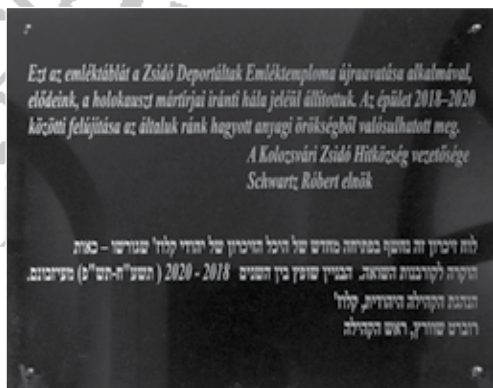 Ezt az emléktáblát a Zsidó Deportáltak Emléktemploma újraavatása alkalmával,
elődeink, a holokauszt mártírjai iránti hála jeléül állítottuk. Az épület 2018–2020
közötti felújítása az általuk ránk hagyott anyagi örökségből valósulhatott meg.
A Kolozsvári Zsidó Hitközség vezetősége
Schwartz Róbert elnök
לוח זיכרון זה נחשף בפתיחה מחדש של היכל הזיכרון של יהודי קלוז' שגורשו – כאות
הוקרה לקורבנות השואה. הבניין שופץ בין השנים 2018 - 2020 (תשע"ח-תש"פ) מעיזבונם.
הנהגת הקהילה היהודית, קלוז'
רוברט שוורץ, ראש הקהילה